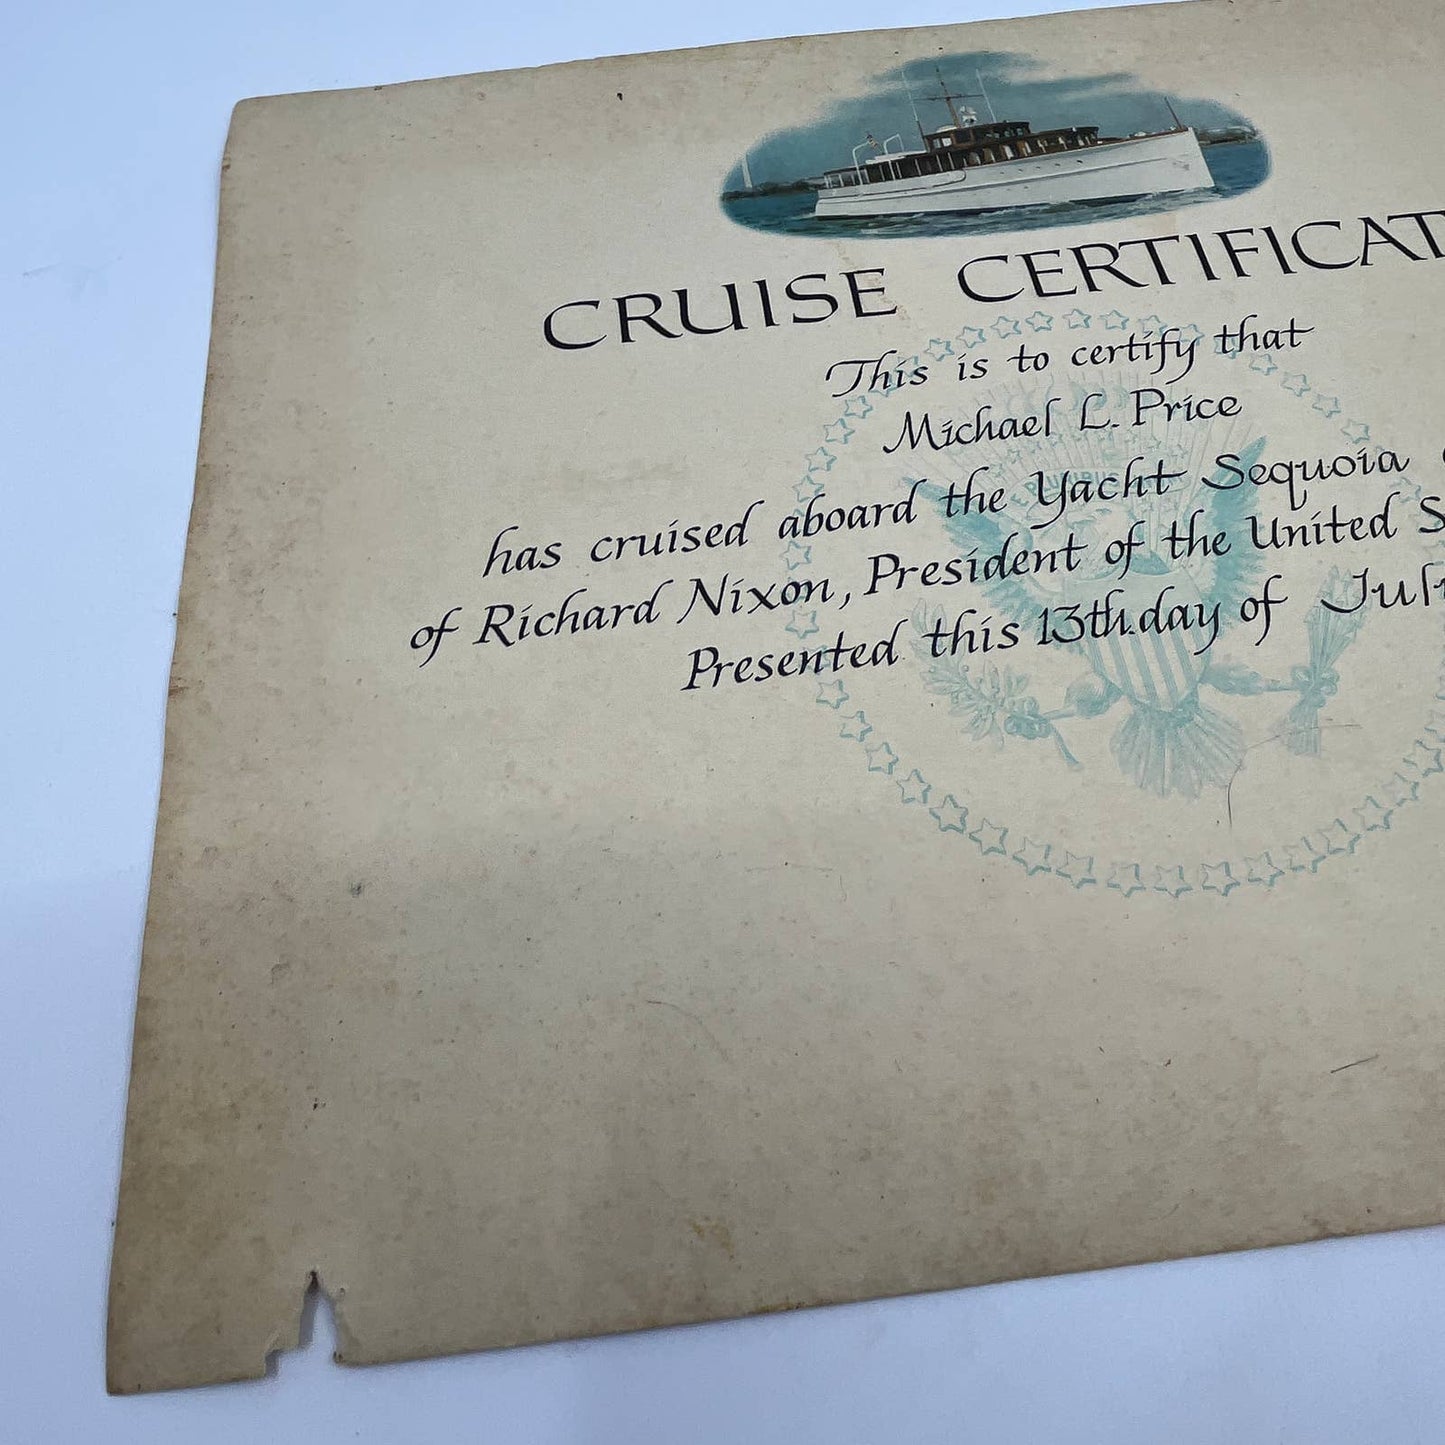 CRUISE CERTIFICAT
This is to certify that
Michael L. Price
has cruised aboard the Yacht Sequoia
of Richard Nixon, President of the United S
Presented this 13th day of July